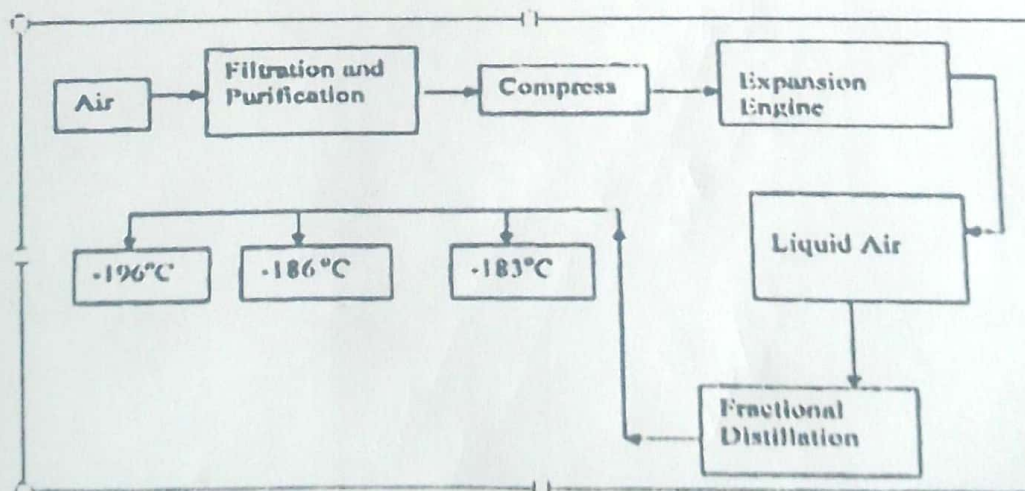 Air
Filtration and
Purification
Compress
Expansion
Engine
-196°C
-186°C
-183°C
Liquid Air
Fractional
Distillation